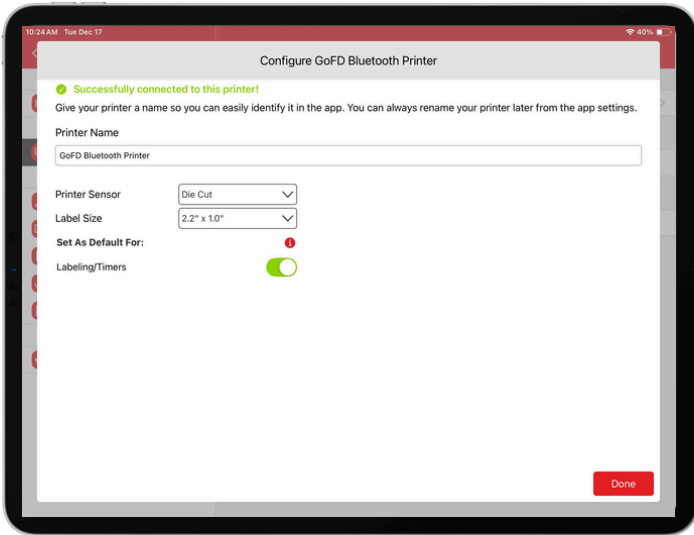 10:24 AM Tue Dec 17
40%
Configure GoFD Bluetooth Printer
Successfully connected to this printer!
Give your printer a name so you can easily identify it in the app. You can always rename your printer later from the app settings.
Printer Name
GoFD Bluetooth Printer
Printer Sensor Die Cut
Label Size 2.2" x 1.0"
Set As Default For:
Labeling/Timers
Done